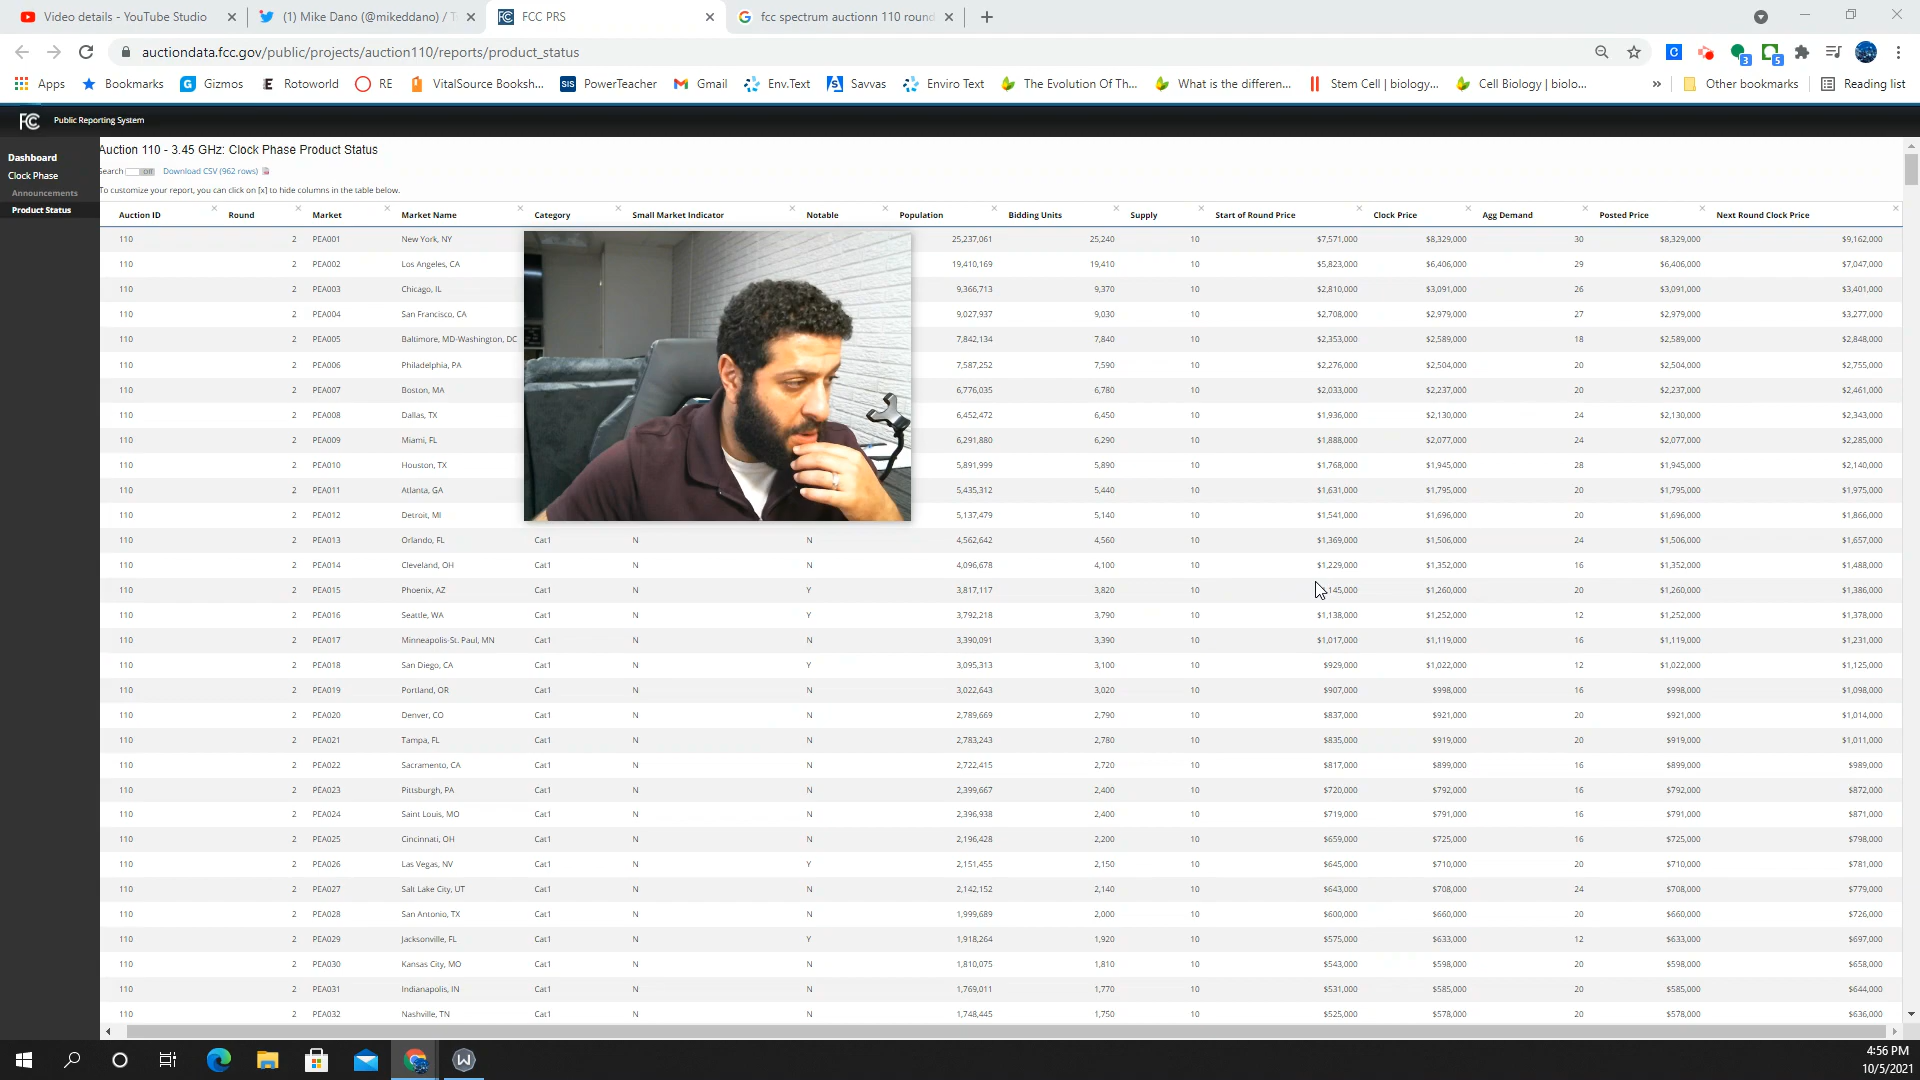 Video details - YouTube Studio
(1) Mike Dano (@mikeddano) / T
FCC PRS
fcc spectrum auctionn 110 round
auctiondata.fcc.gov/public/projects/auction110/reports/product_status
Apps Bookmarks Gizmos Rotoworld RE VitalSource Booksh... PowerTeacher Gmail Env.Text Savvas Enviro Text The Evolution Of Th... What is the differen... Stem Cell | biology... Cell Biology | biolo... » Other bookmarks Reading list
FCC Public Reporting System
Dashboard
Clock Phase
Announcements
Product Status
Auction 110 - 3.45 GHz: Clock Phase Product Status
Search Off Download CSV (962 rows)
To customize your report, you can click on [x] to hide columns in the table below.
Auction ID Round Market Market Name Category Small Market Indicator Notable Population Bidding Units Supply Start of Round Price Clock Price Agg Demand Posted Price Next Round Clock Price
110 2 PEA001 New York, NY 25,237,061 25,240 10 $7,571,000 $8,329,000 30 $8,329,000 $9,162,000
110 2 PEA002 Los Angeles, CA 19,410,169 19,410 10 $5,823,000 $6,406,000 29 $6,406,000 $7,047,000
110 2 PEA003 Chicago, IL 9,366,713 9,370 10 $2,810,000 $3,091,000 26 $3,091,000 $3,401,000
110 2 PEA004 San Francisco, CA 9,027,937 9,030 10 $2,708,000 $2,979,000 27 $2,979,000 $3,277,000
110 2 PEA005 Baltimore, MD-Washington, DC 7,842,134 7,840 10 $2,353,000 $2,589,000 18 $2,589,000 $2,848,000
110 2 PEA006 Philadelphia, PA 7,587,252 7,590 10 $2,276,000 $2,504,000 20 $2,504,000 $2,755,000
110 2 PEA007 Boston, MA 6,776,035 6,780 10 $2,033,000 $2,237,000 20 $2,237,000 $2,461,000
110 2 PEA008 Dallas, TX 6,452,472 6,450 10 $1,936,000 $2,130,000 24 $2,130,000 $2,343,000
110 2 PEA009 Miami, FL 6,291,880 6,290 10 $1,888,000 $2,077,000 24 $2,077,000 $2,285,000
110 2 PEA010 Houston, TX 5,891,999 5,890 10 $1,768,000 $1,945,000 28 $1,945,000 $2,140,000
110 2 PEA011 Atlanta, GA 5,435,312 5,440 10 $1,631,000 $1,795,000 20 $1,795,000 $1,975,000
110 2 PEA012 Detroit, MI 5,137,479 5,140 10 $1,541,000 $1,696,000 20 $1,696,000 $1,866,000
110 2 PEA013 Orlando, FL Cat1 N N 4,562,642 4,560 10 $1,369,000 $1,506,000 24 $1,506,000 $1,657,000
110 2 PEA014 Cleveland, OH Cat1 N N 4,096,678 4,100 10 $1,229,000 $1,352,000 16 $1,352,000 $1,488,000
110 2 PEA015 Phoenix, AZ Cat1 N Y 3,817,117 3,820 10 145,000 $1,260,000 20 $1,260,000 $1,386,000
110 2 PEA016 Seattle, WA Cat1 N Y 3,792,218 3,790 10 $1,138,000 $1,252,000 12 $1,252,000 $1,378,000
110 2 PEA017 Minneapolis-St. Paul, MN Cat1 N N 3,390,091 3,390 10 $1,017,000 $1,119,000 16 $1,119,000 $1,231,000
110 2 PEA018 San Diego, CA Cat1 N Y 3,095,313 3,100 10 $929,000 $1,022,000 12 $1,022,000 $1,125,000
110 2 PEA019 Portland, OR Cat1 N N 3,022,643 3,020 10 $907,000 $998,000 16 $998,000 $1,098,000
110 2 PEA020 Denver, CO Cat1 N N 2,789,669 2,790 10 $837,000 $921,000 20 $921,000 $1,014,000
110 2 PEA021 Tampa, FL Cat1 N N 2,783,243 2,780 10 $835,000 $919,000 20 $919,000 $1,011,000
110 2 PEA022 Sacramento, CA Cat1 N N 2,722,415 2,720 10 $817,000 $899,000 16 $899,000 $989,000
110 2 PEA023 Pittsburgh, PA Cat1 N N 2,399,667 2,400 10 $720,000 $792,000 16 $792,000 $872,000
110 2 PEA024 Saint Louis, MO Cat1 N N 2,396,938 2,400 10 $719,000 $791,000 16 $791,000 $871,000
110 2 PEA025 Cincinnati, OH Cat1 N N 2,196,428 2,200 10 $659,000 $725,000 16 $725,000 $798,000
110 2 PEA026 Las Vegas, NV Cat1 N Y 2,151,455 2,150 10 $645,000 $710,000 20 $710,000 $781,000
110 2 PEA027 Salt Lake City, UT Cat1 N N 2,142,152 2,140 10 $643,000 $708,000 24 $708,000 $779,000
110 2 PEA028 San Antonio, TX Cat1 N N 1,999,689 2,000 10 $600,000 $660,000 20 $660,000 $726,000
110 2 PEA029 Jacksonville, FL Cat1 N Y 1,918,264 1,920 10 $575,000 $633,000 12 $633,000 $697,000
110 2 PEA030 Kansas City, MO Cat1 N N 1,810,075 1,810 10 $543,000 $598,000 20 $598,000 $658,000
110 2 PEA031 Indianapolis, IN Cat1 N N 1,769,011 1,770 10 $531,000 $585,000 20 $585,000 $644,000
110 2 PEA032 Nashville, TN Cat1 N N 1,748,445 1,750 10 $525,000 $578,000 20 $578,000 $636,000
4:56 PM
10/5/2021